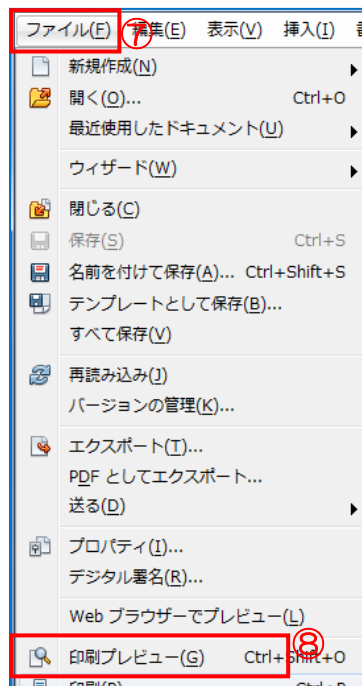 ファイル(F) ⑦ 編集(E) 表示(V) 挿入(I)
新規作成(N)
開く(O)... Ctrl+O
最近使用したドキュメント(U)
ウィザード(W)
閉じる(C)
保存(S) Ctrl+S
名前を付けて保存(A)... Ctrl+Shift+S
テンプレートとして保存(B)...
すべて保存(V)
再読み込み(J)
バージョンの管理(K)...
エクスポート(T)...
PDF としてエクスポート...
送る(D)
プロパティ(I)...
デジタル署名(R)...
Web ブラウザーでプレビュー(L)
⑧
印刷プレビュー(G) Ctrl+Shift+O